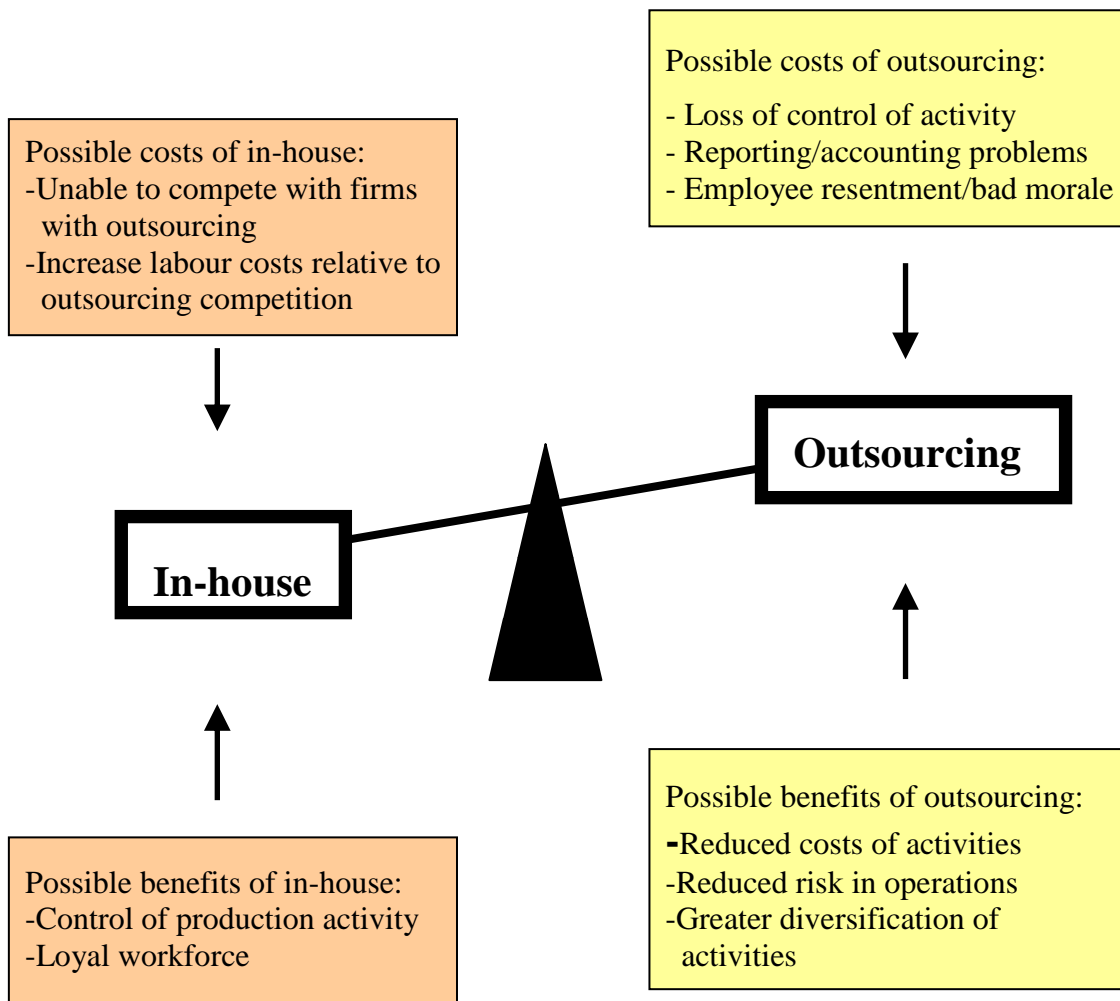 Possible costs of outsourcing:
- Loss of control of activity
- Reporting/accounting problems
- Employee resentment/bad morale
Possible costs of in-house:
-Unable to compete with firms
with outsourcing
-Increase labour costs relative to
outsourcing competition
Outsourcing
In-house
Possible benefits of outsourcing:
-Reduced costs of activities
-Reduced risk in operations
-Greater diversification of
activities
Possible benefits of in-house:
-Control of production activity
-Loyal workforce